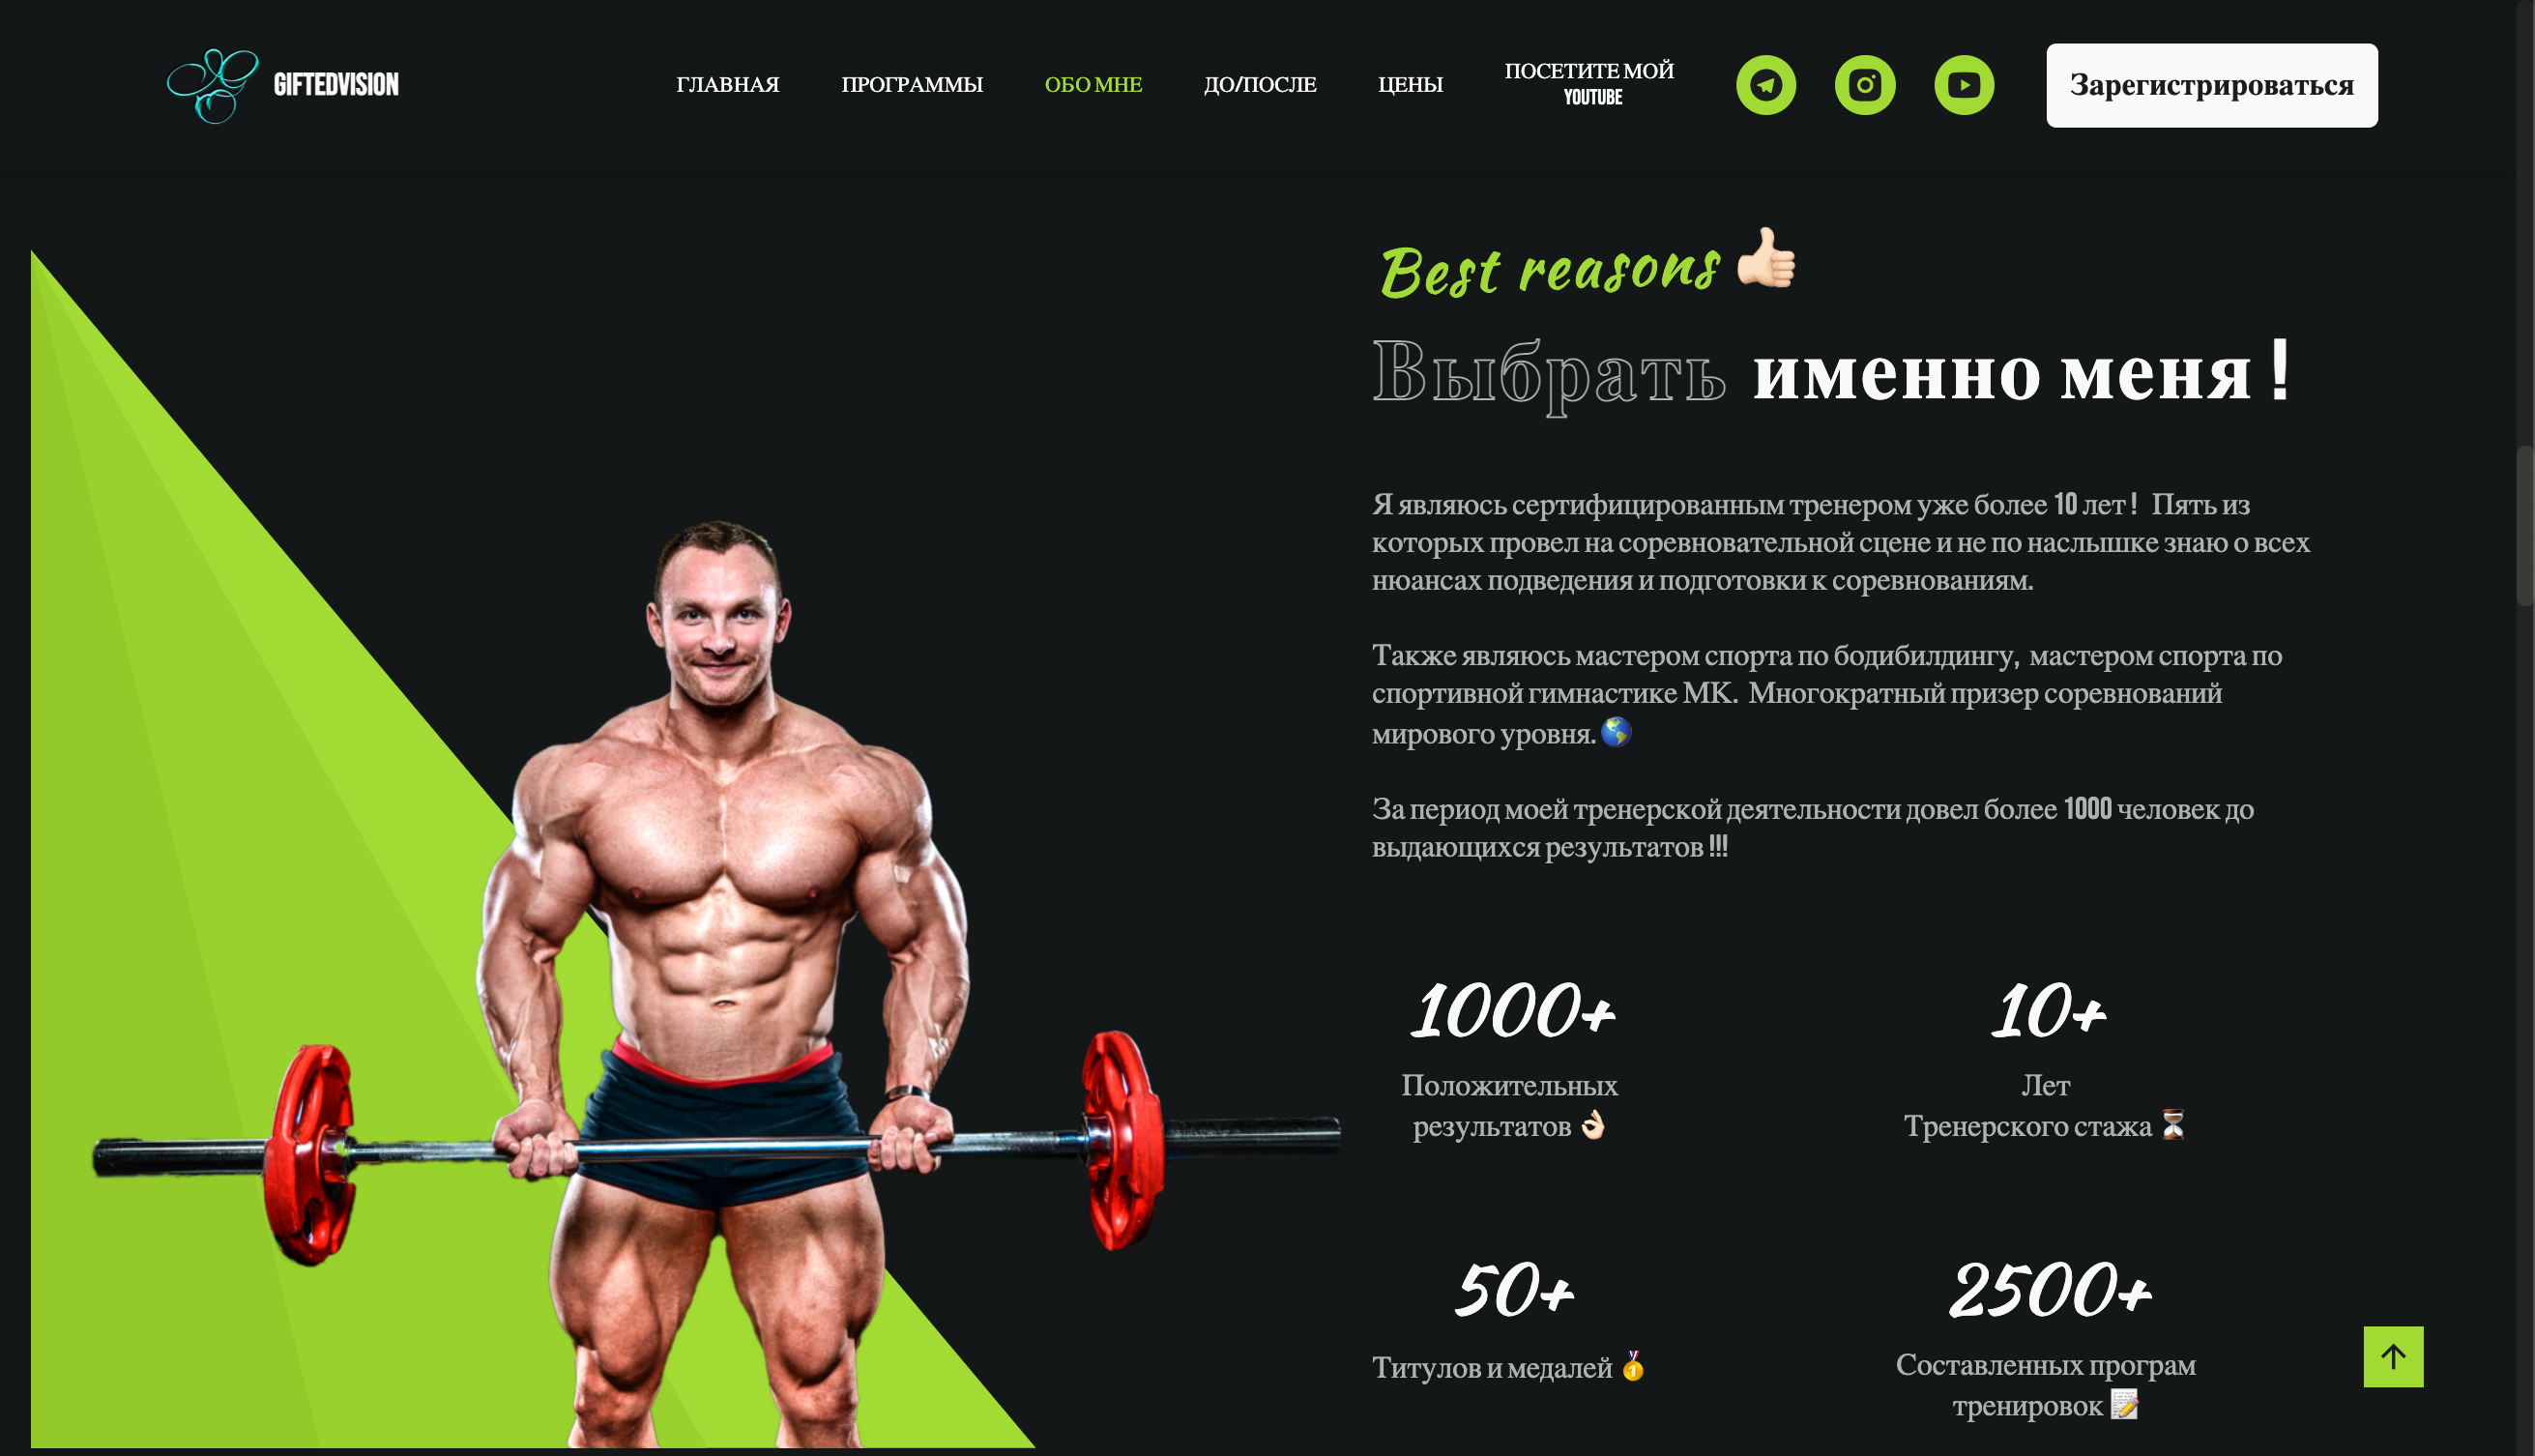 GIFTEDVISION
ГЛАВНАЯ
ПРОГРАММЫ
ОБО МНЕ
ДО/ПОСЛЕ
ЦЕНЫ
ПОСЕТИТЕ МОЙ
YOUTUBE
Зарегистрироваться
Best reasons 👍🏻
Выбрать именно меня !
Я являюсь сертифицированным тренером уже более 10 лет ! Пять из
которых провел на соревновательной сцене и не по наслышке знаю о всех
нюансах подведения и подготовки к соревнованиям.
Также являюсь мастером спорта по бодибилдингу, мастером спорта по
спортивной гимнастике МК. Многократный призер соревнований
мирового уровня. 🌎
За период моей тренерской деятельности довел более 1000 человек до
выдающихся результатов !!!
1000+
Положительных
результатов 👌🏻
10+
Лет
Тренерского стажа ⏳
50+
Титулов и медалей 🏅
2500+
Составленных програм
тренировок 📝